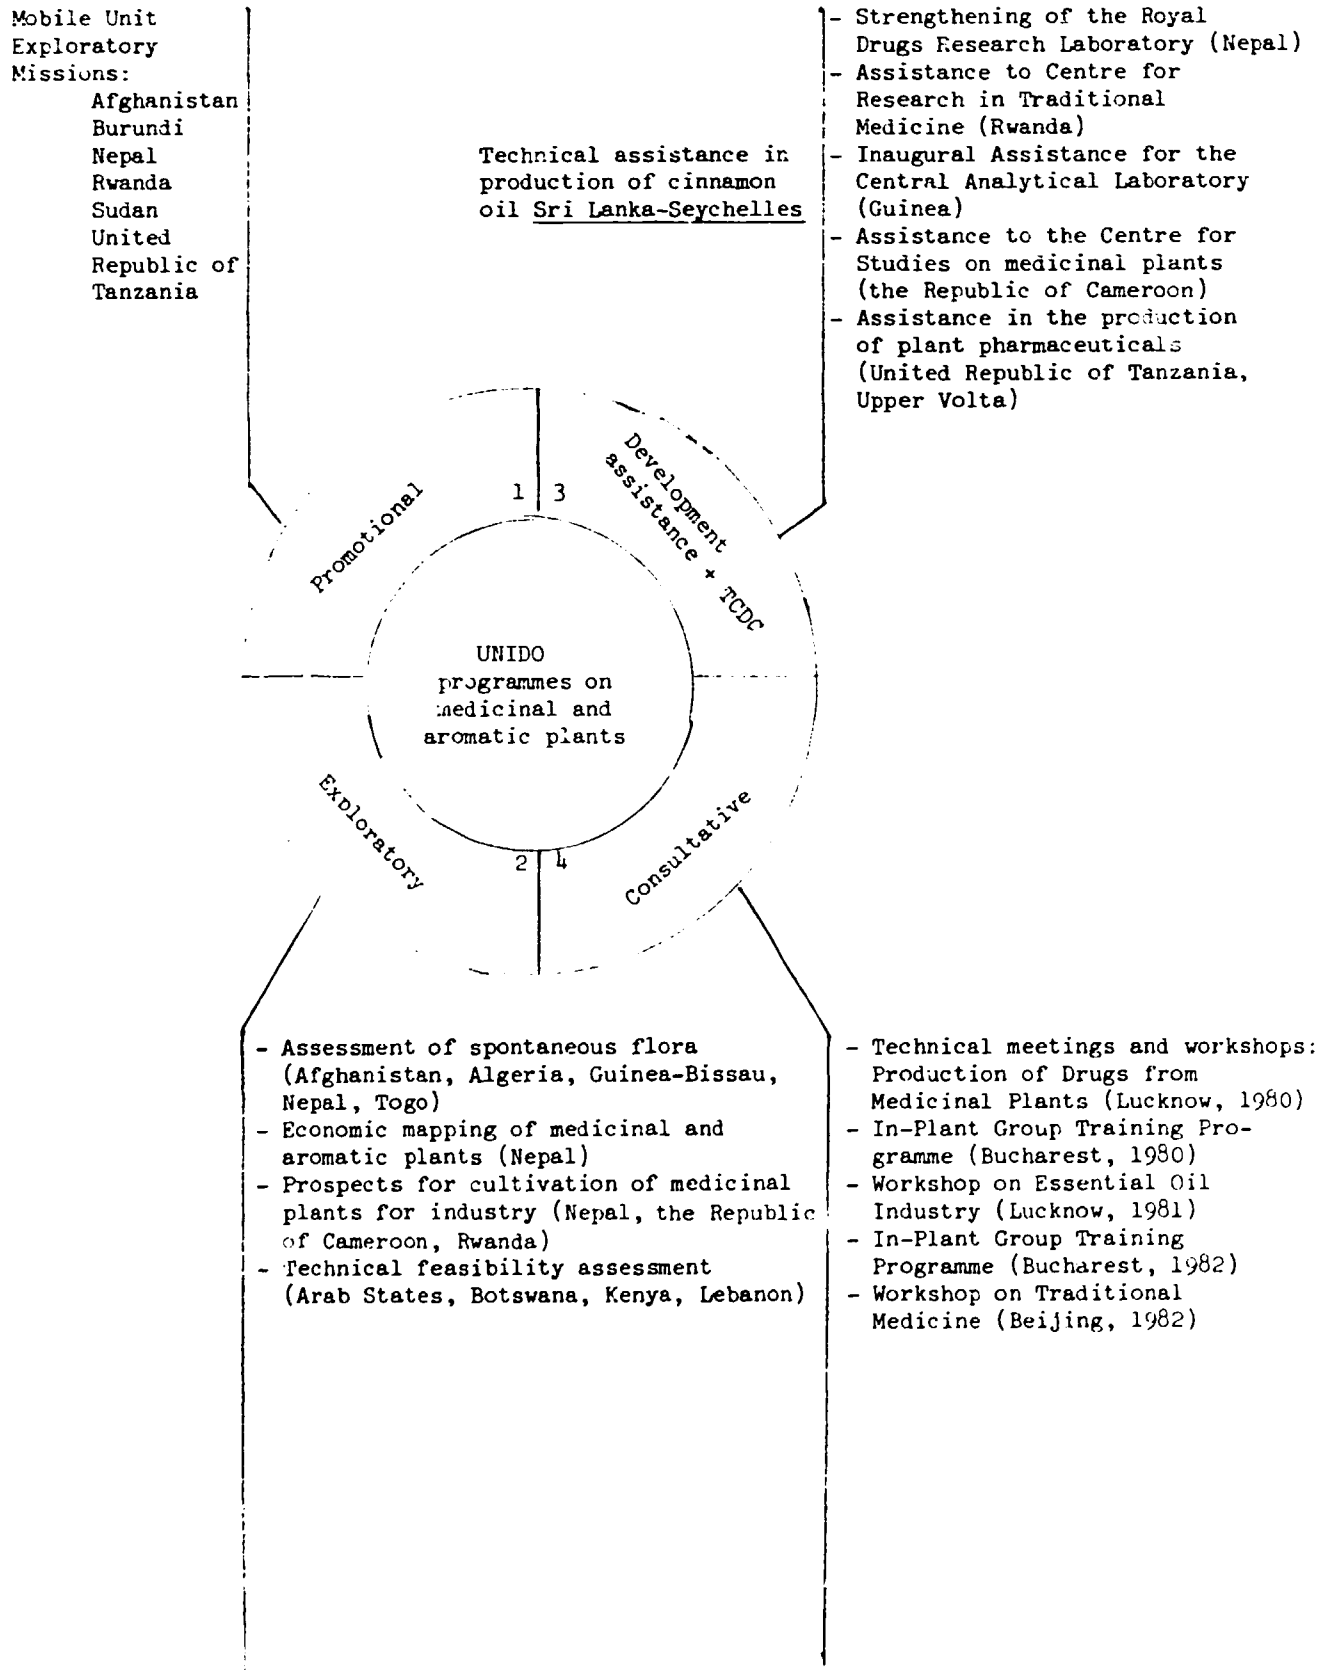 Mobile Unit
Exploratory
Missions:
Afghanistan
Burundi
Nepal
Rwanda
Sudan
United
Republic of
Tanzania
Technical assistance in
production of cinnamon
oil Sri Lanka-Seychelles
- Strengthening of the Royal
Drugs Research Laboratory (Nepal)
- Assistance to Centre for
Research in Traditional
Medicine (Rwanda)
- Inaugural Assistance for the
Central Analytical Laboratory
(Guinea)
- Assistance to the Centre for
Studies on medicinal plants
(the Republic of Cameroon)
- Assistance in the production
of plant pharmaceuticals
(United Republic of Tanzania,
Upper Volta)
Promotional
1
3
Development
assistance + TCDC
UNIDO
programmes on
medicinal and
aromatic plants
Exploratory
2
4
Consultative
- Assessment of spontaneous flora
(Afghanistan, Algeria, Guinea-Bissau,
Nepal, Togo)
- Economic mapping of medicinal and
aromatic plants (Nepal)
- Prospects for cultivation of medicinal
plants for industry (Nepal, the Republic
of Cameroon, Rwanda)
- Technical feasibility assessment
(Arab States, Botswana, Kenya, Lebanon)
- Technical meetings and workshops:
Production of Drugs from
Medicinal Plants (Lucknow, 1980)
- In-Plant Group Training Pro-
gramme (Bucharest, 1980)
- Workshop on Essential Oil
Industry (Lucknow, 1981)
- In-Plant Group Training
Programme (Bucharest, 1982)
- Workshop on Traditional
Medicine (Beijing, 1982)